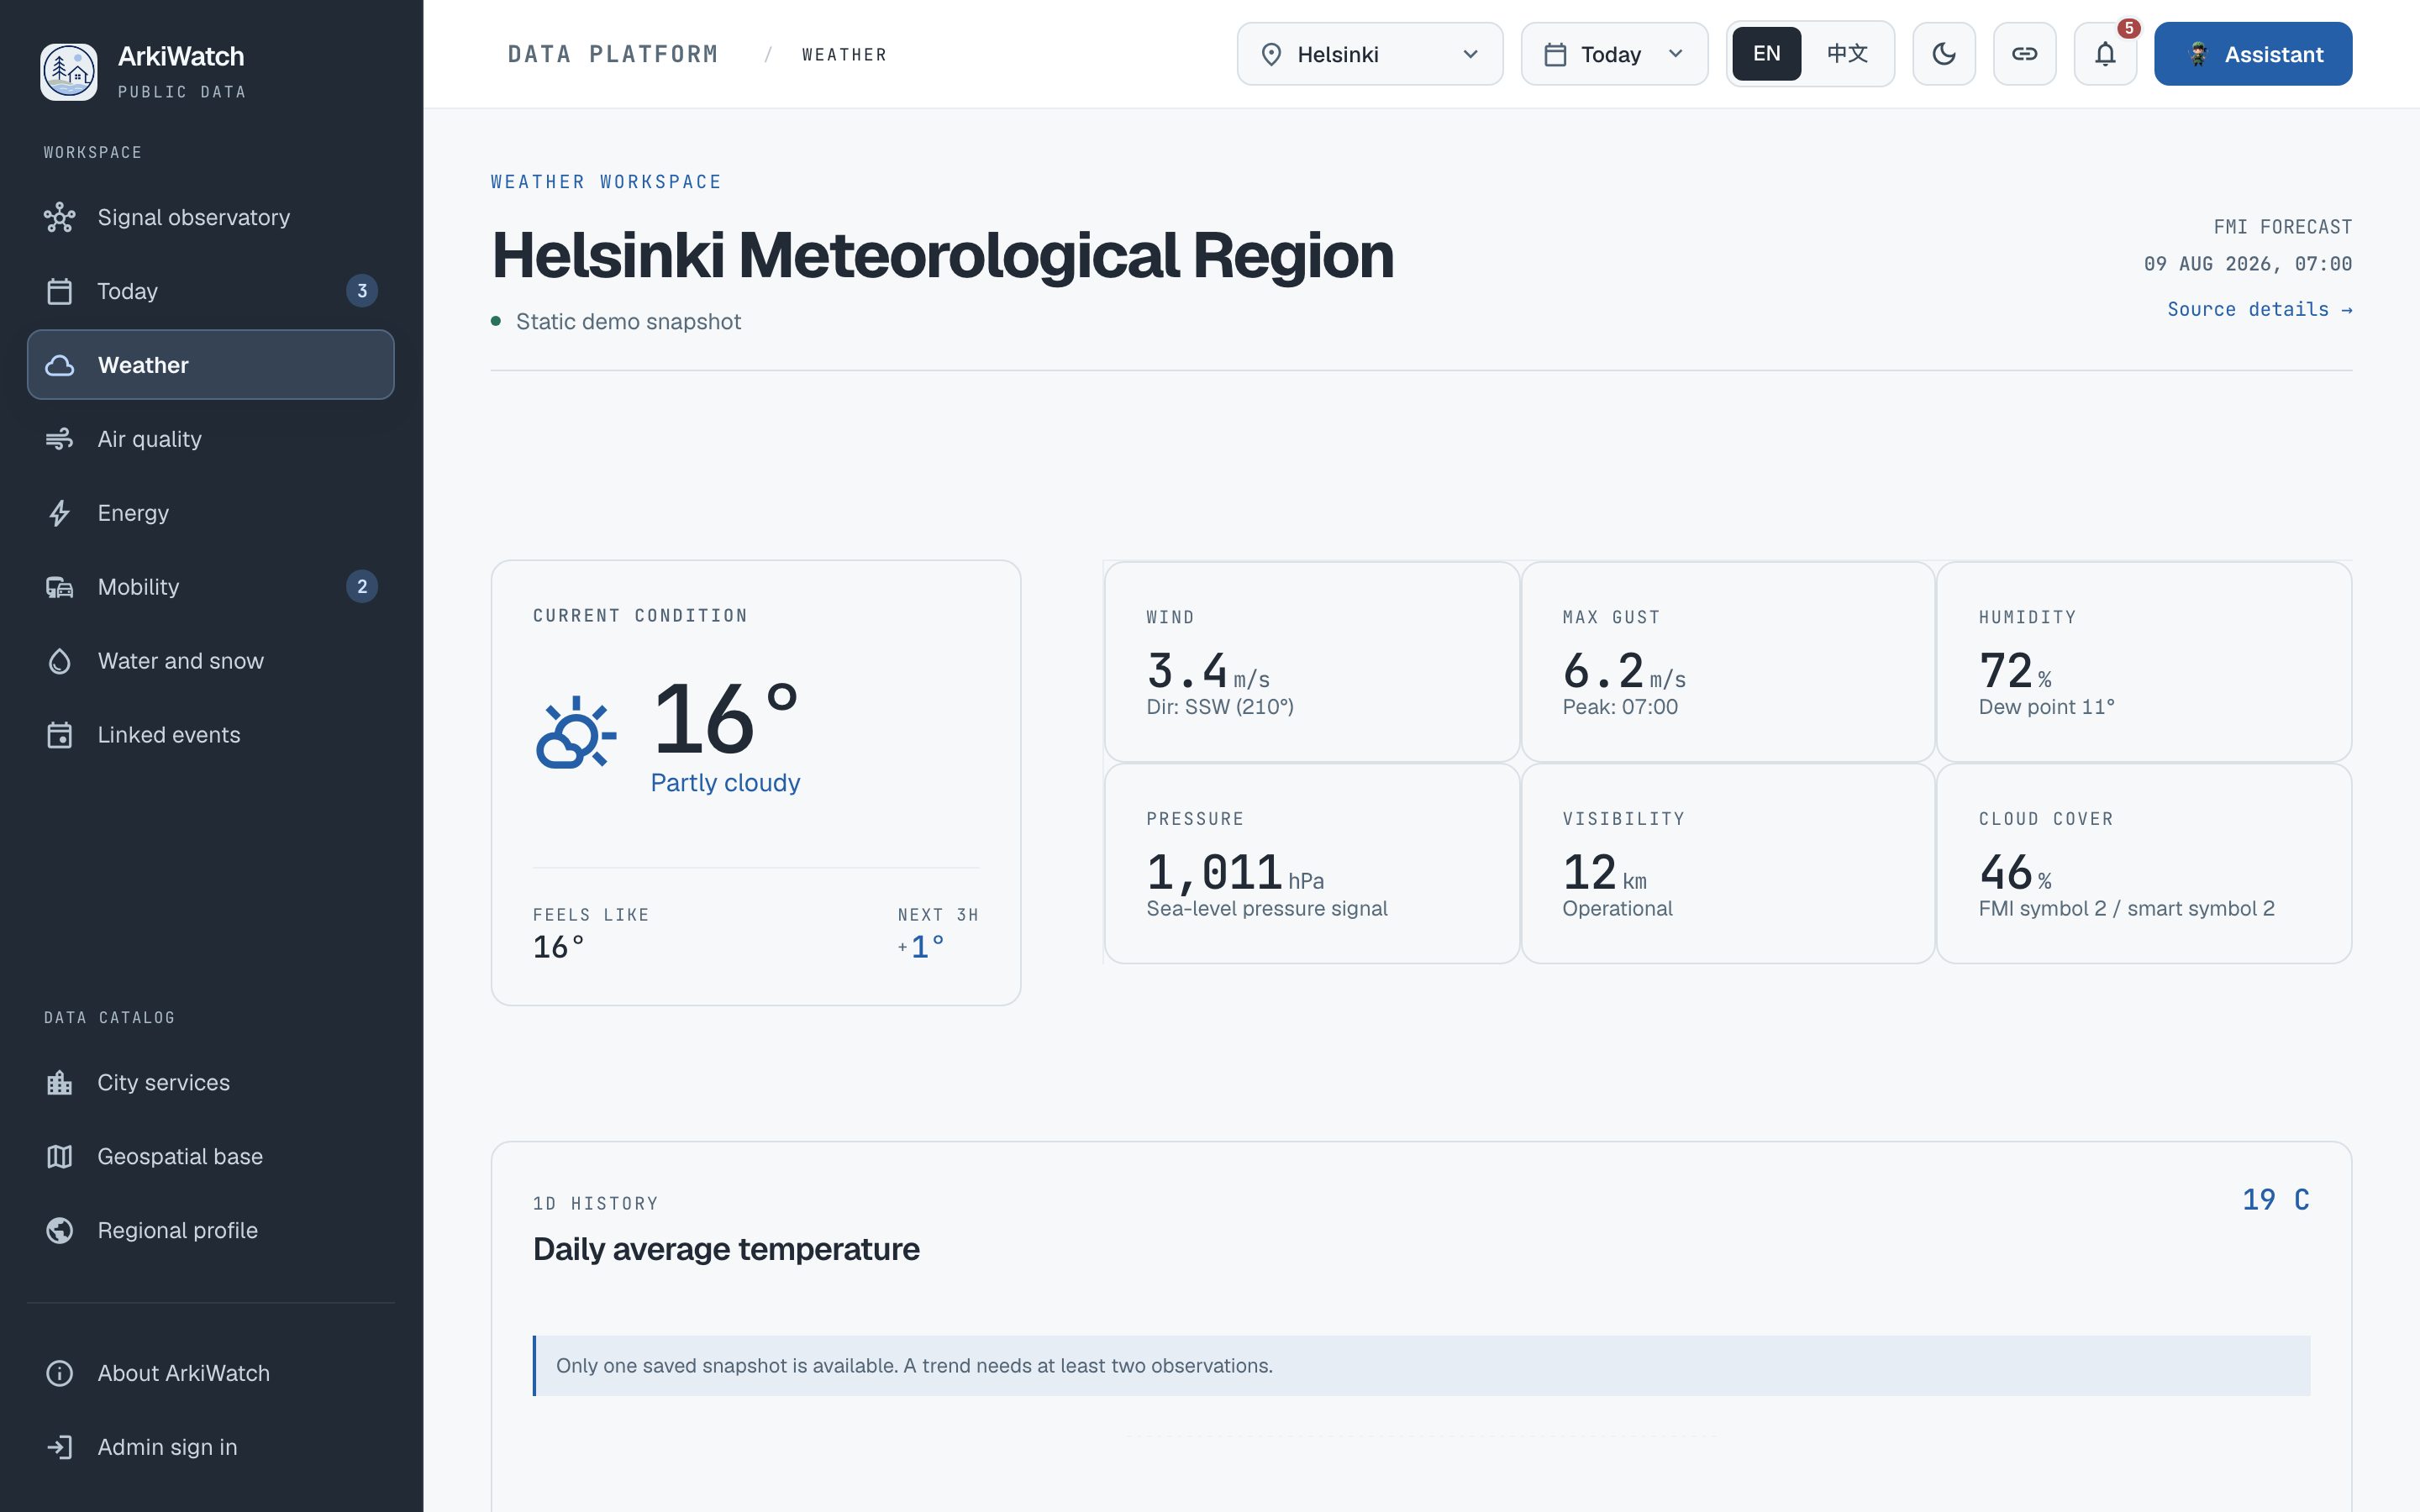 ArkiWatch
PUBLIC DATA
WORKSPACE
Signal observatory
Today 3
Weather
Air quality
Energy
Mobility 2
Water and snow
Linked events
DATA CATALOG
City services
Geospatial base
Regional profile
About ArkiWatch
Admin sign in
DATA PLATFORM / WEATHER
Helsinki
Today
EN 中文
5
Assistant
WEATHER WORKSPACE
Helsinki Meteorological Region
Static demo snapshot
FMI FORECAST
09 AUG 2026, 07:00
Source details →
CURRENT CONDITION
16°
Partly cloudy
FEELS LIKE
16°
NEXT 3H
+1°
WIND
3.4 m/s
Dir: SSW (210°)
MAX GUST
6.2 m/s
Peak: 07:00
HUMIDITY
72 %
Dew point 11°
PRESSURE
1,011 hPa
Sea-level pressure signal
VISIBILITY
12 km
Operational
CLOUD COVER
46 %
FMI symbol 2 / smart symbol 2
1D HISTORY
Daily average temperature
19 C
Only one saved snapshot is available. A trend needs at least two observations.